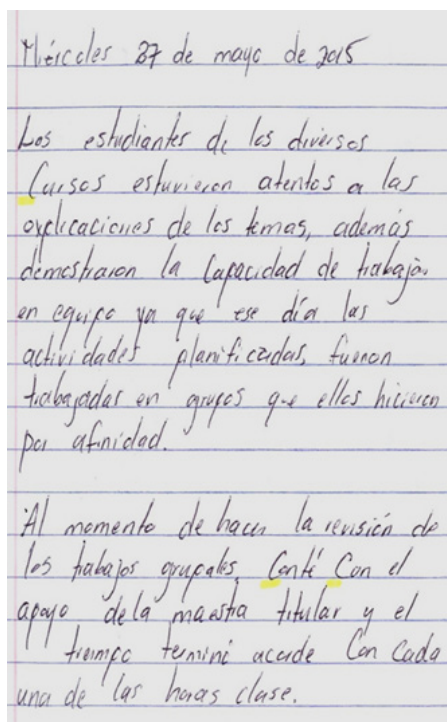 Miércoles 27 de mayo de 2015
Los estudiantes de los diversos
Cursos estuvieron atentos a las
explicaciones de los temas, además
demostraron la Capacidad de trabajar
en equipo ya que ese día las
actividades planificadas, fueron
trabajadas en grupos que ellos hicieron
por afinidad.
Al momento de hacer la revisión de
los trabajos grupales, Conté Con el
apoyo dela maestra titular y el
tiempo terminó acorde Con Cada
una de las horas clase.